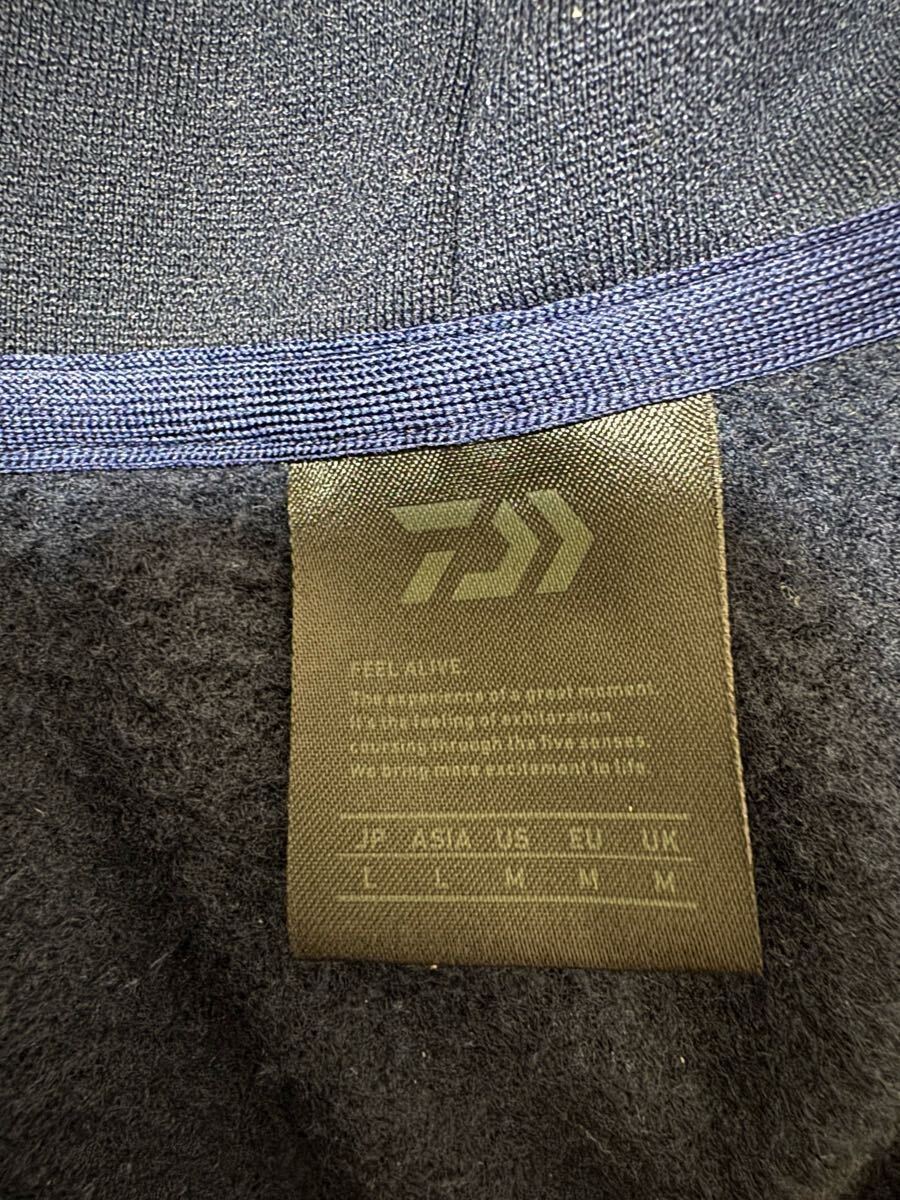 FEEL ALIVE
The experience of a great moment.
It's the feeling of exhilaration
coursing through the five senses.
We bring more excitement to life.
JP ASIA US EU UK
L L M M M